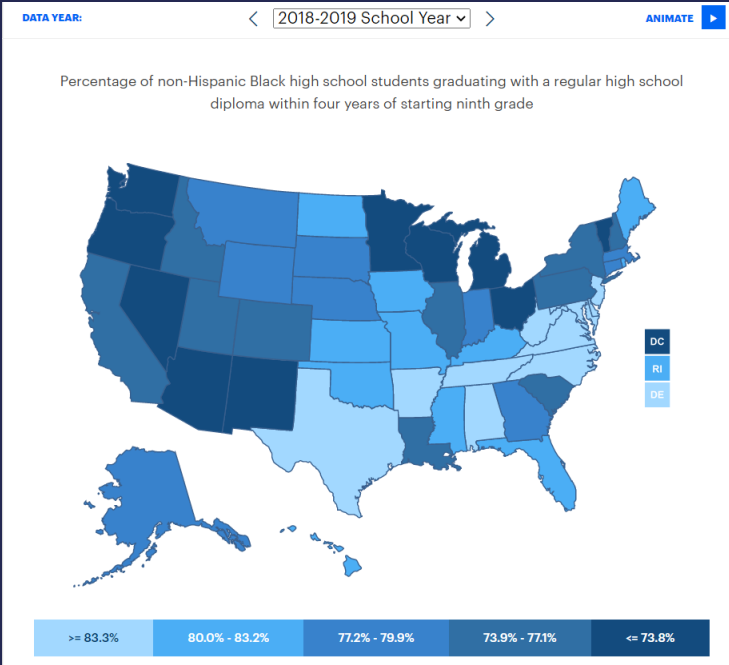 DATA YEAR:
2018-2019 School Year
ANIMATE
Percentage of non-Hispanic Black high school students graduating with a regular high school
diploma within four years of starting ninth grade
DC
RI
DE
>= 83.3%
80.0% - 83.2%
77.2% - 79.9%
73.9% - 77.1%
<= 73.8%